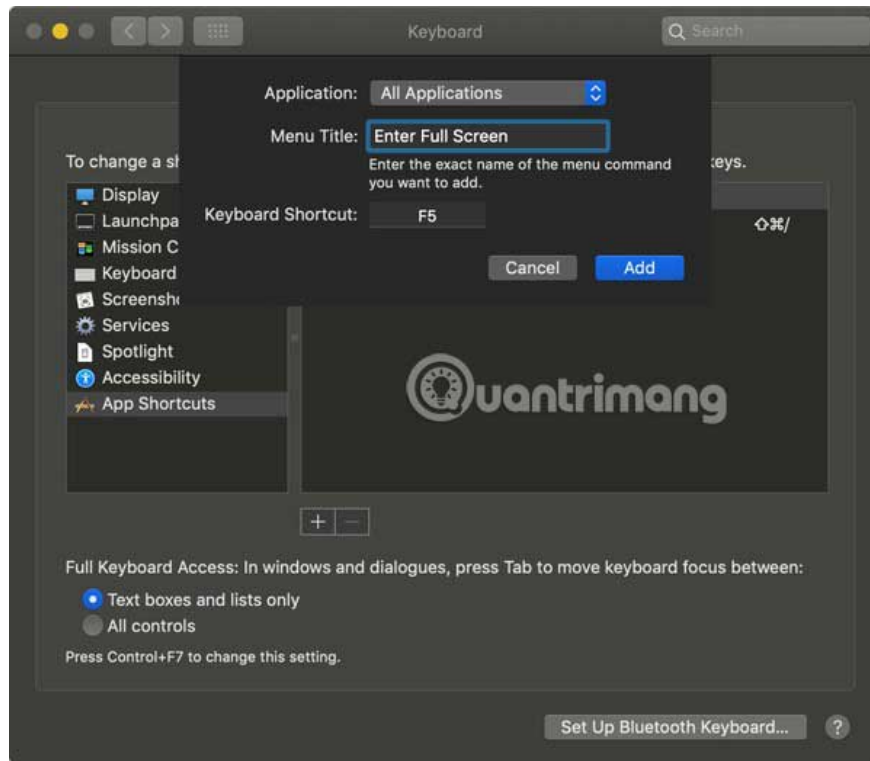 Keyboard
Search
Application: All Applications
Menu Title: Enter Full Screen
Enter the exact name of the menu command
you want to add.
Keyboard Shortcut: F5
Cancel Add
To change a sh keys.
Display
Launchpa
⇧⌘/
Mission C
Keyboard
Screensho
Services
Spotlight
Accessibility
App Shortcuts
Quantrimang
+ −
Full Keyboard Access: In windows and dialogues, press Tab to move keyboard focus between:
Text boxes and lists only
All controls
Press Control+F7 to change this setting.
Set Up Bluetooth Keyboard... ?